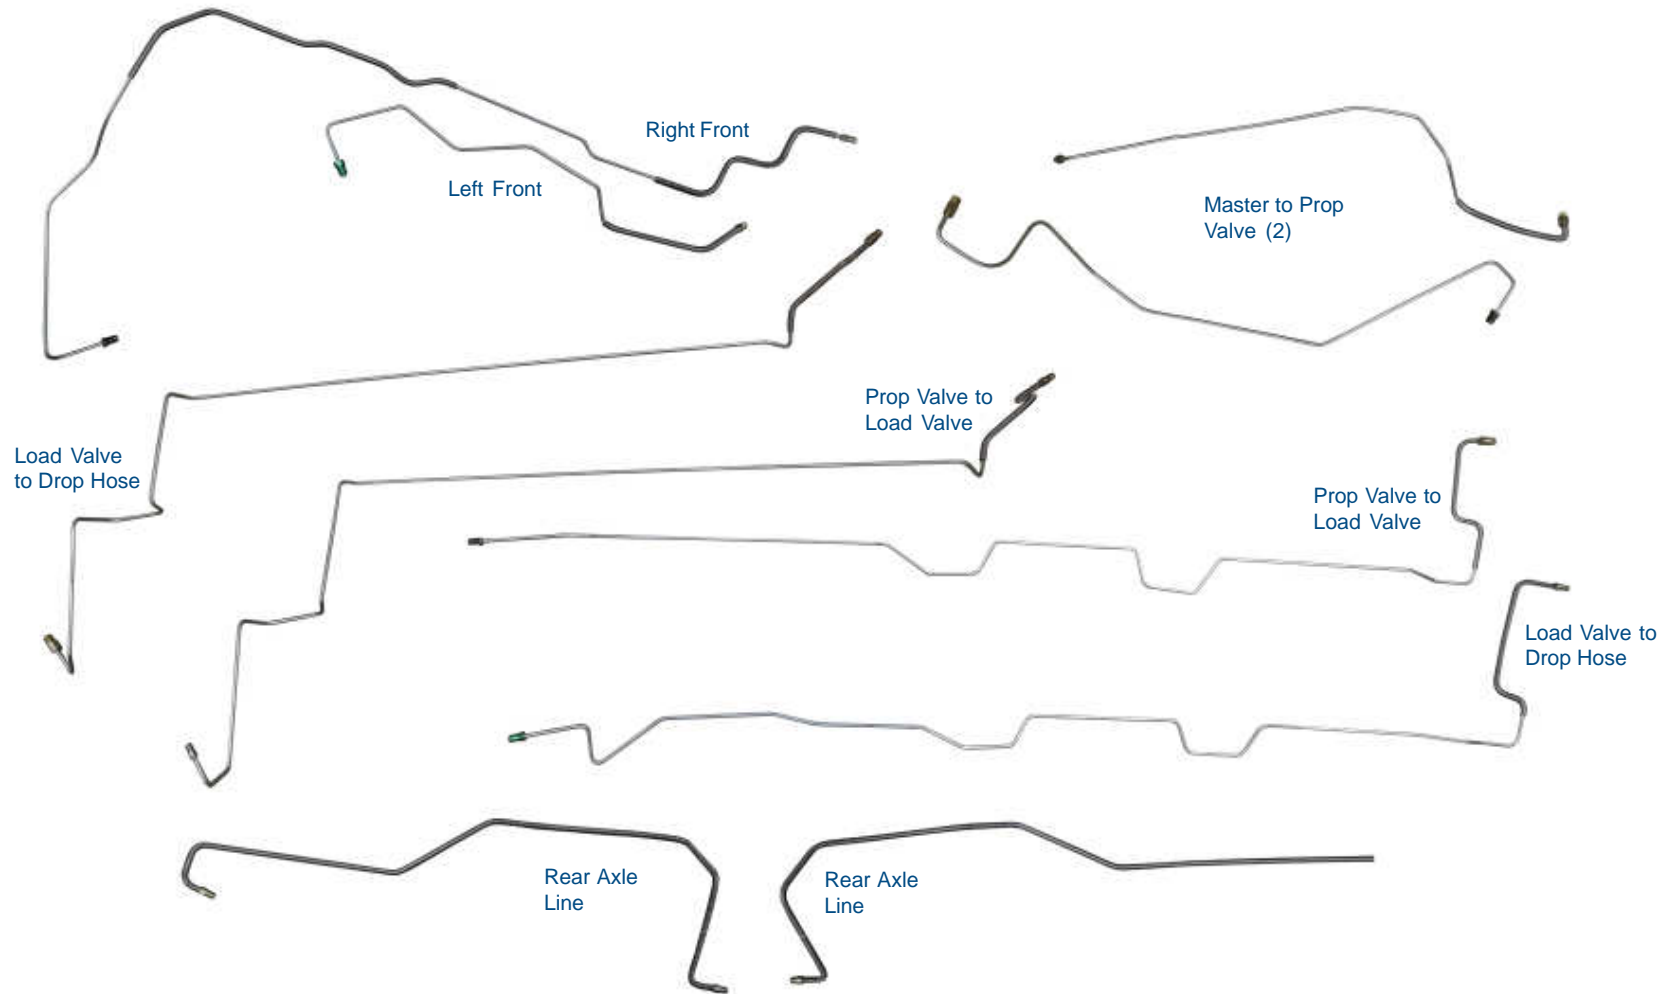 Right Front
Left Front
Master to Prop
Valve (2)
Prop Valve to
Load Valve
Load Valve
to Drop Hose
Prop Valve to
Load Valve
Load Valve to
Drop Hose
Rear Axle
Line
Rear Axle
Line